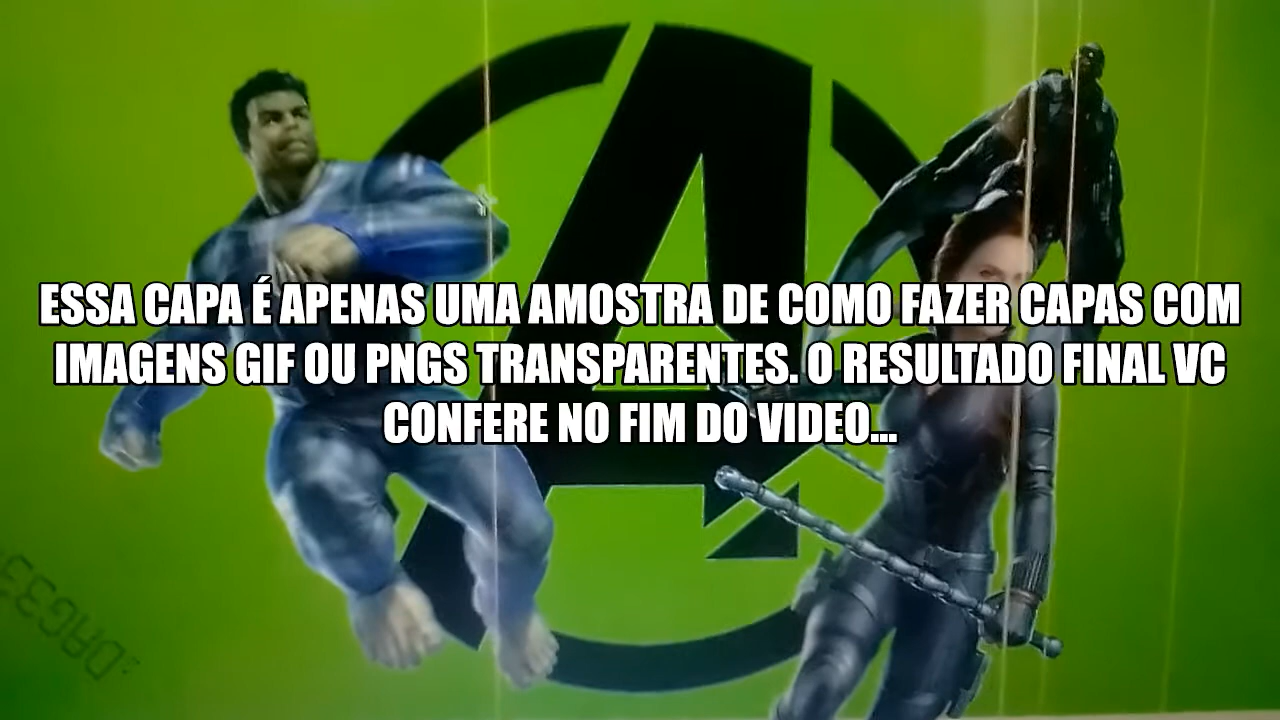 ESSA CAPA É APENAS UMA AMOSTRA DE COMO FAZER CAPAS COM
IMAGENS GIF OU PNGS TRANSPARENTES. O RESULTADO FINAL VC
CONFERE NO FIM DO VIDEO...